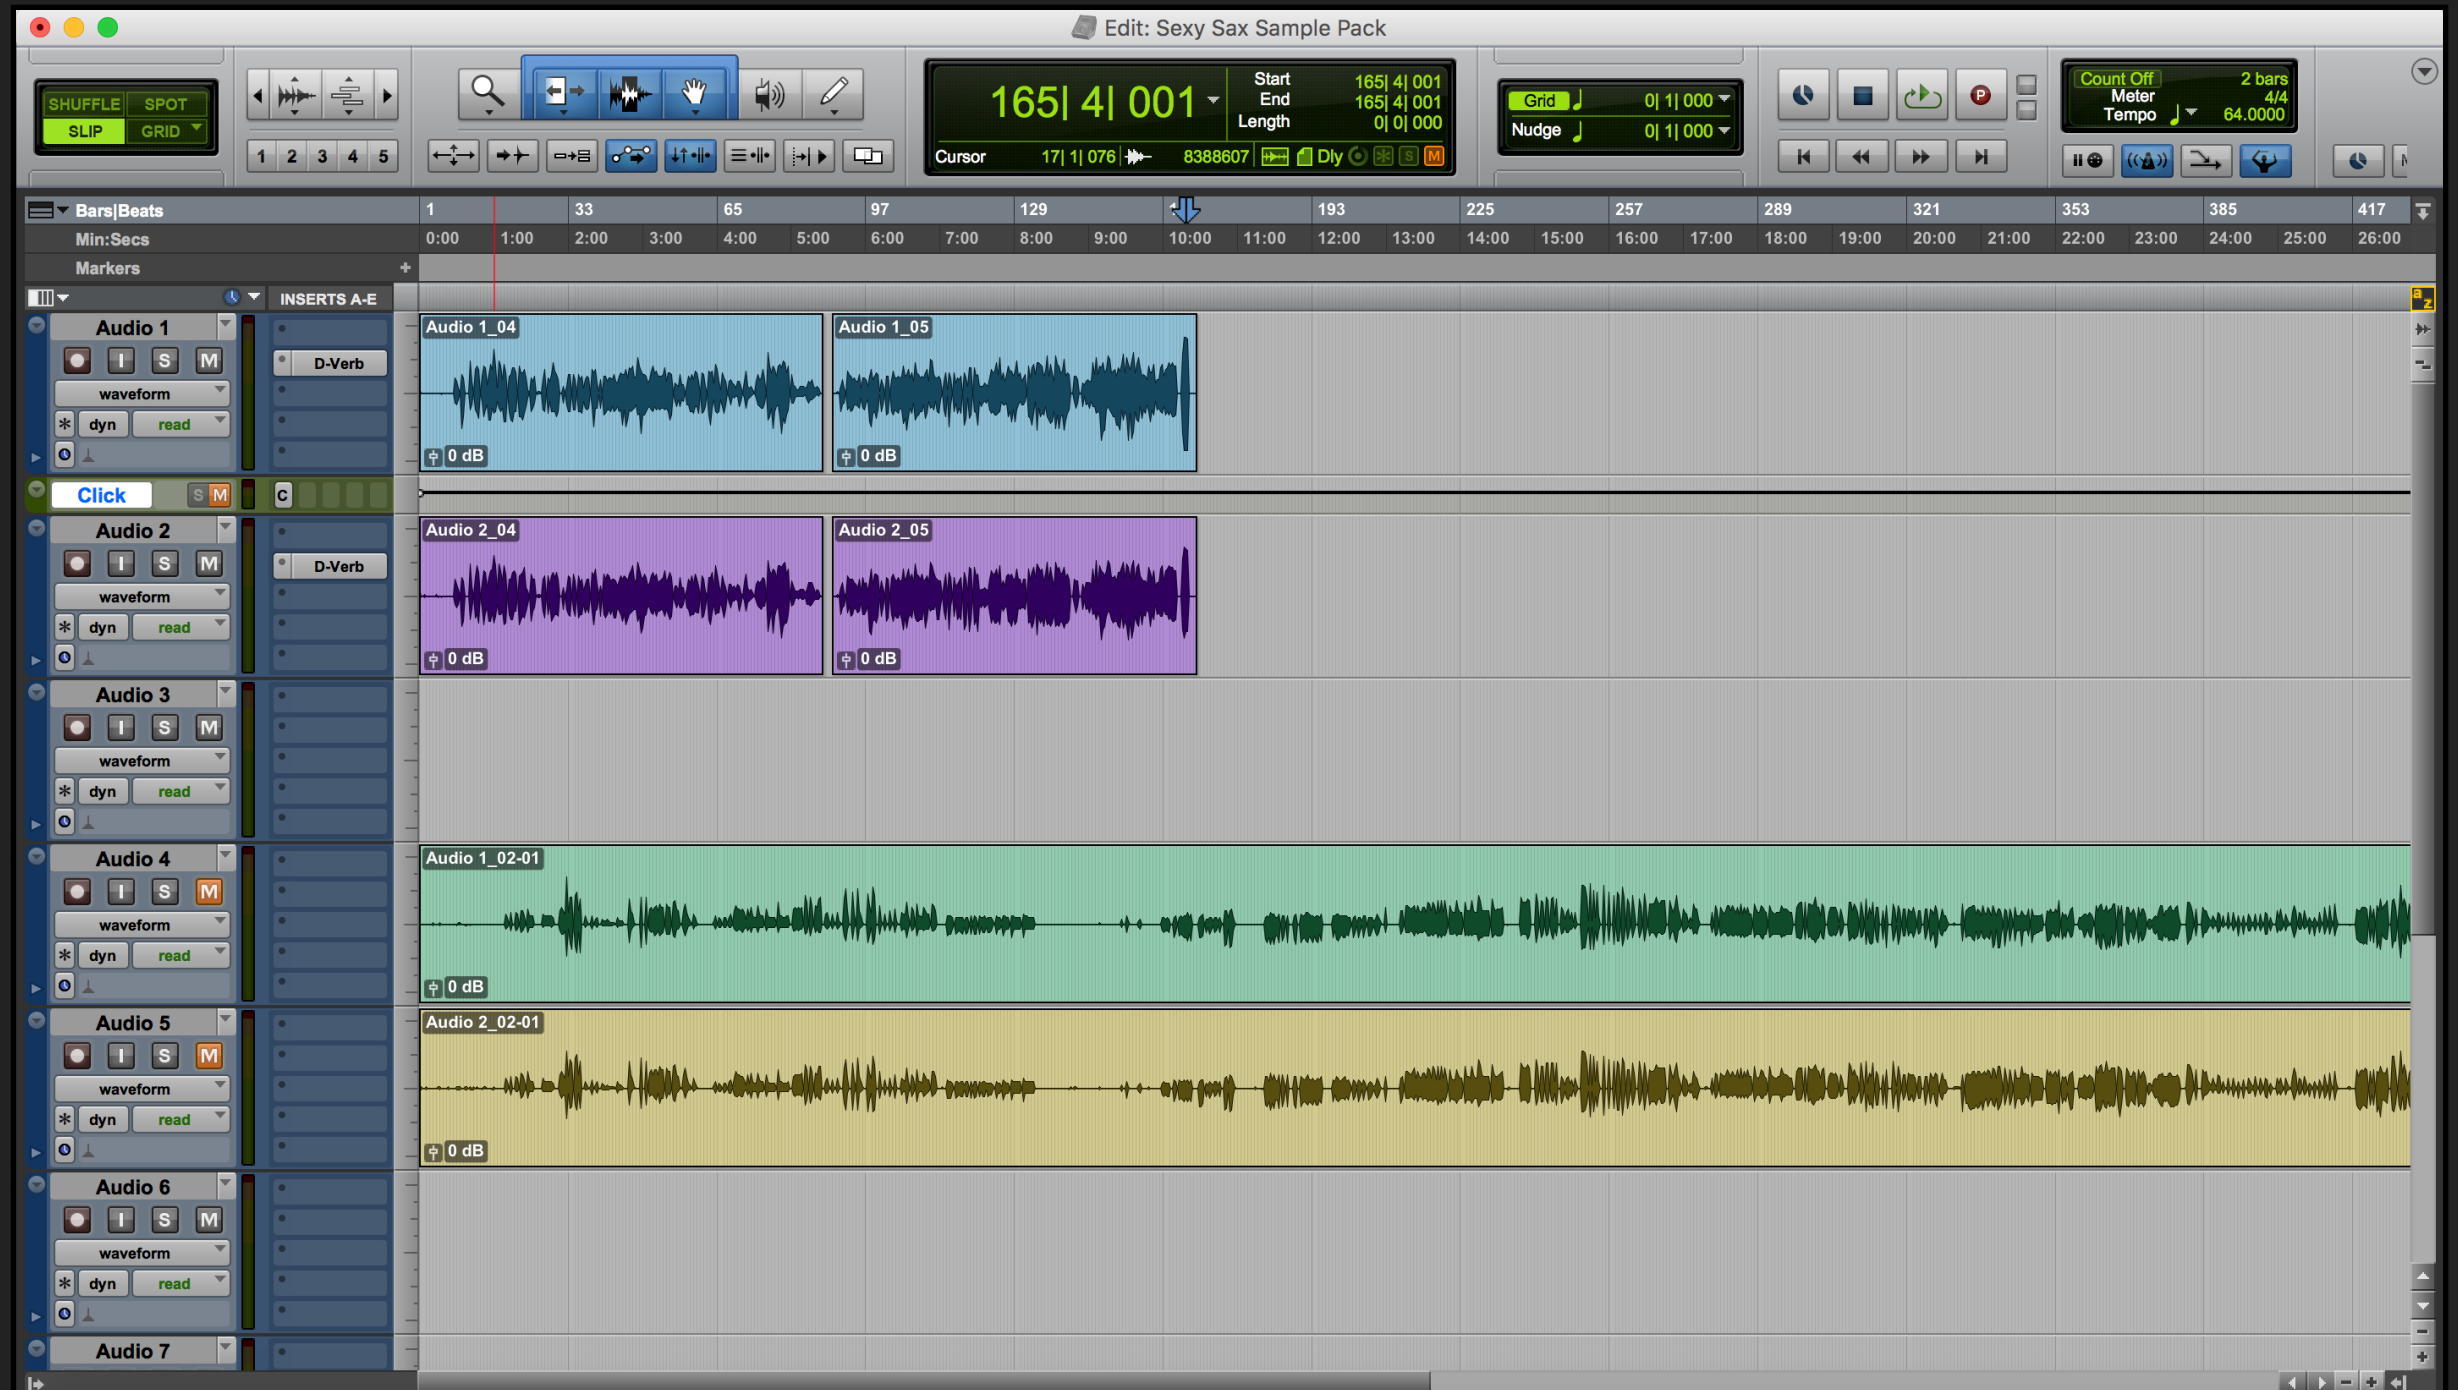 Edit: Sexy Sax Sample Pack
SHUFFLE SPOT
SLIP GRID
1 2 3 4 5
165| 4| 001
Start 165| 4| 001
End 165| 4| 001
Length 0| 0| 000
Cursor 17| 1| 076 8388607 Dly S M
Grid 0| 1| 000
Nudge 0| 1| 000
P
Count Off 2 bars
Meter 4/4
Tempo 64.0000
Bars|Beats 1 33 65 97 129 193 225 257 289 321 353 385 417
Min:Secs 0:00 1:00 2:00 3:00 4:00 5:00 6:00 7:00 8:00 9:00 10:00 11:00 12:00 13:00 14:00 15:00 16:00 17:00 18:00 19:00 20:00 21:00 22:00 23:00 24:00 25:00 26:00
Markers +
INSERTS A-E
a z
Audio 1 Audio 1_04 Audio 1_05
I S M D-Verb
waveform
* dyn read
0 dB 0 dB
Click S M C
Audio 2 Audio 2_04 Audio 2_05
I S M D-Verb
waveform
* dyn read
0 dB 0 dB
Audio 3
I S M
waveform
* dyn read
Audio 4 Audio 1_02-01
I S M
waveform
* dyn read
0 dB
Audio 5 Audio 2_02-01
I S M
waveform
* dyn read
0 dB
Audio 6
I S M
waveform
* dyn read
Audio 7